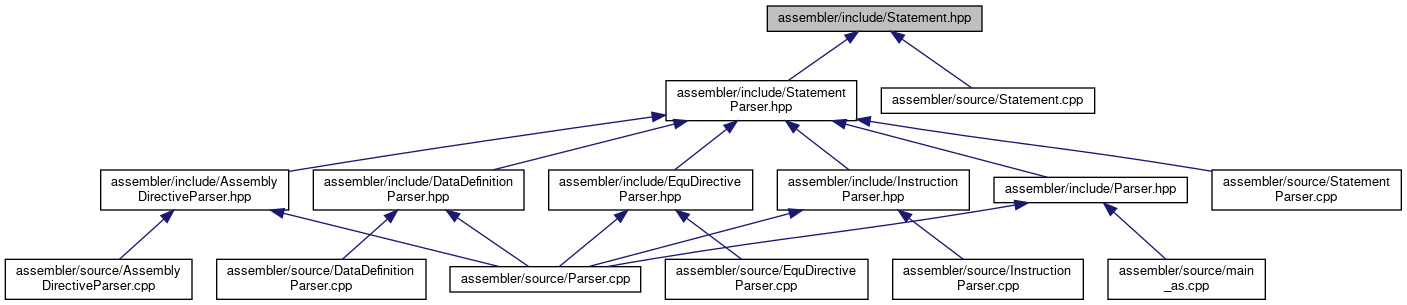 assembler/include/Statement.hpp
assembler/include/Statement
Parser.hpp
assembler/source/Statement.cpp
assembler/include/Assembly
DirectiveParser.hpp
assembler/include/DataDefinition
Parser.hpp
assembler/include/EquDirective
Parser.hpp
assembler/include/Instruction
Parser.hpp
assembler/include/Parser.hpp
assembler/source/Statement
Parser.cpp
assembler/source/Assembly
DirectiveParser.cpp
assembler/source/DataDefinition
Parser.cpp
assembler/source/Parser.cpp
assembler/source/EquDirective
Parser.cpp
assembler/source/Instruction
Parser.cpp
assembler/source/main
_as.cpp